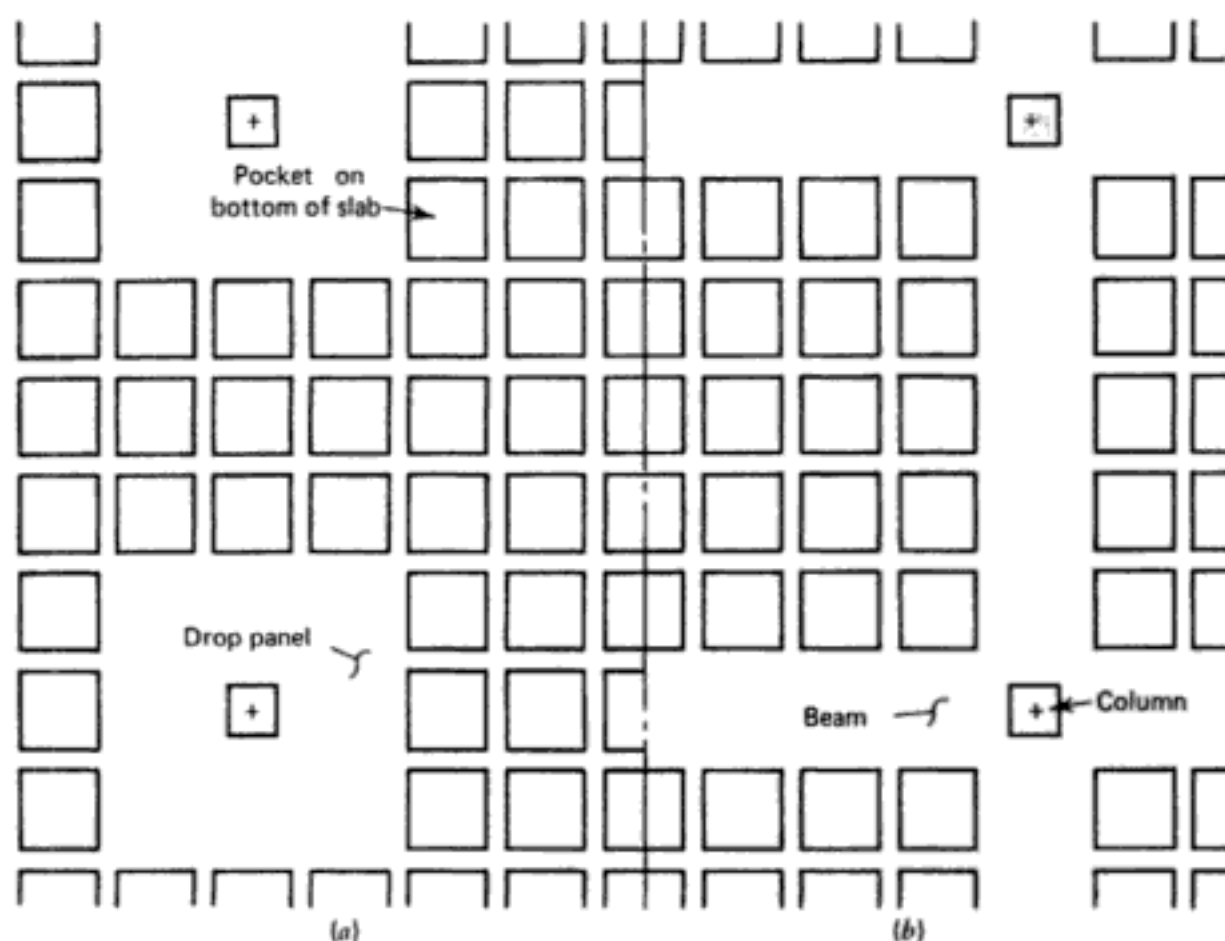 Pocket on
bottom of slab
Drop panel
Beam
Column
(a)
(b)